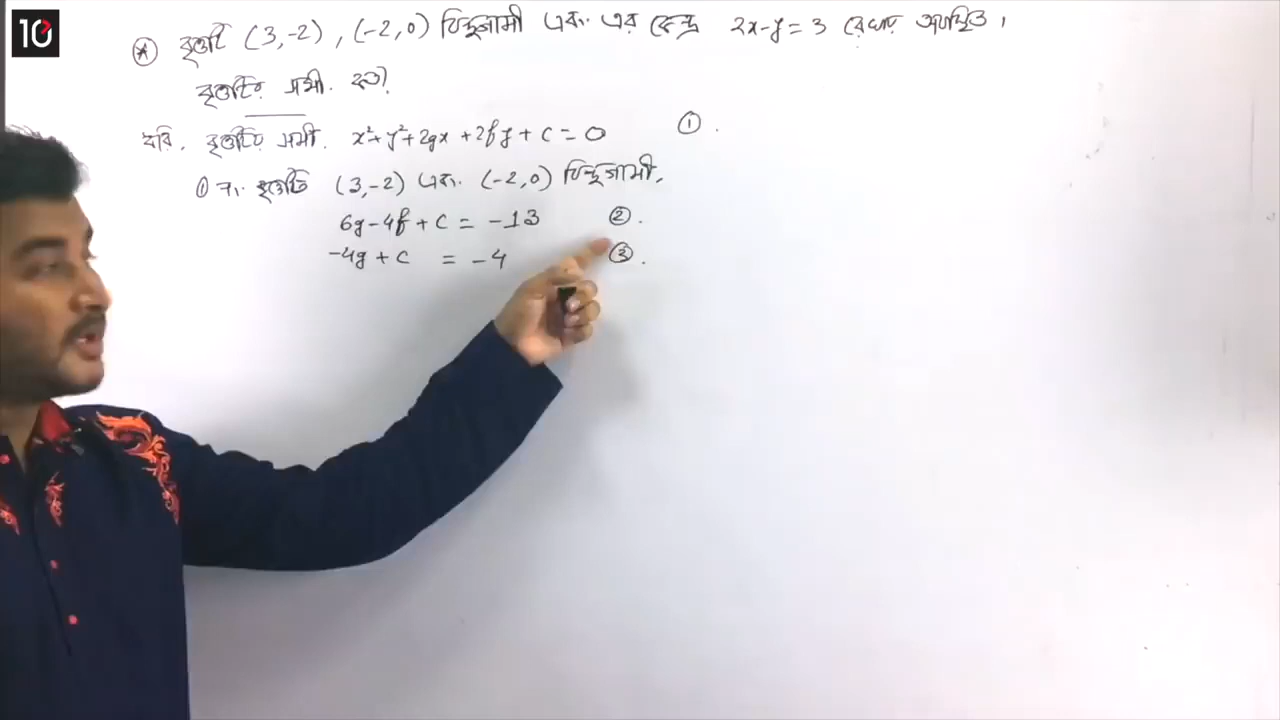 10
* বৃত্তটি (3,-2), (-2,0) বিন্দুগামী এবং এর কেন্দ্র 2x-y=3 রেখায় অবস্থিত।
বৃত্তটির সমী.
ধরি, বৃত্তটির সমী. x²+y²+2gx+2fy+c=0 ①.
① নং বৃত্তটি (3,-2) এবং (-2,0) বিন্দুগামী,
6g-4f+c = -13 ②.
-4g+c = -4 ③.